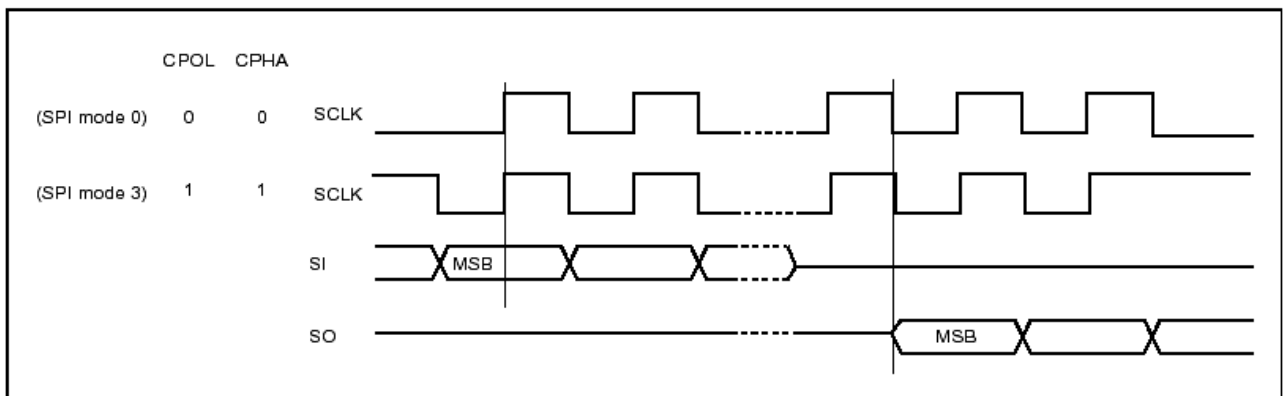 CPOL CPHA
(SPI mode 0) 0 0 SCLK
(SPI mode 3) 1 1 SCLK
SI MSB
SO MSB